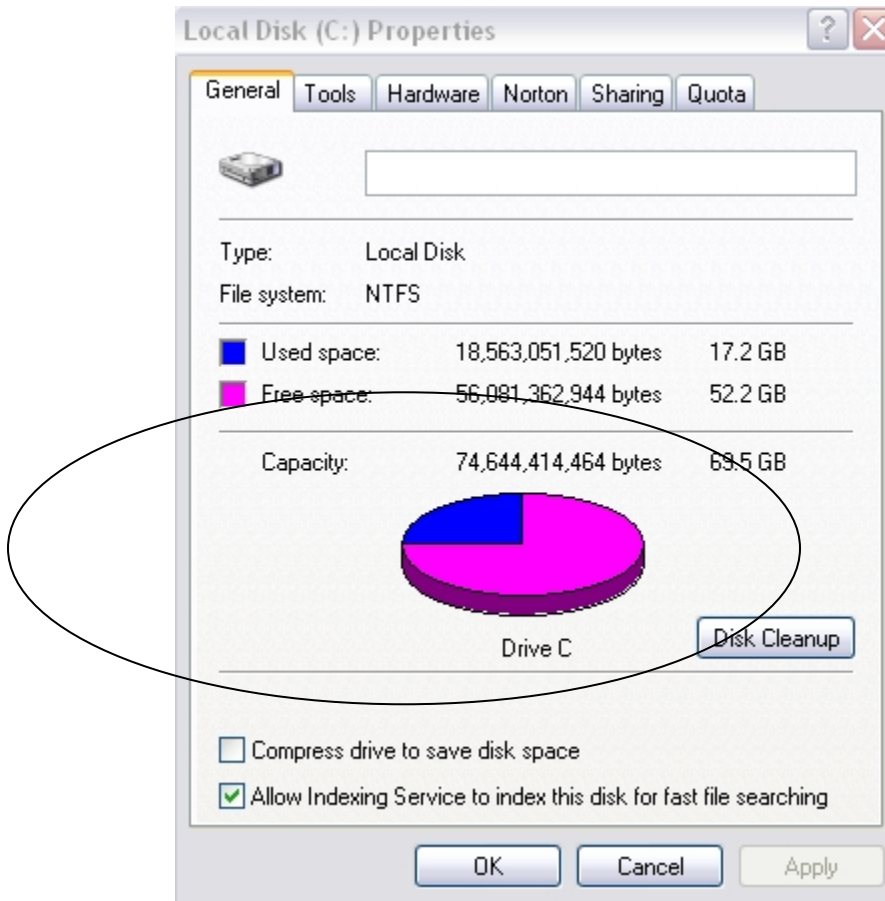 Local Disk (C:) Properties ?
General Tools Hardware Norton Sharing Quota
Type: Local Disk
File system: NTFS
Used space: 18,563,051,520 bytes 17.2 GB
Free space: 56,081,362,944 bytes 52.2 GB
Capacity: 74,644,414,464 bytes 69.5 GB
Drive C
Disk Cleanup
Compress drive to save disk space
Allow Indexing Service to index this disk for fast file searching
OK Cancel Apply